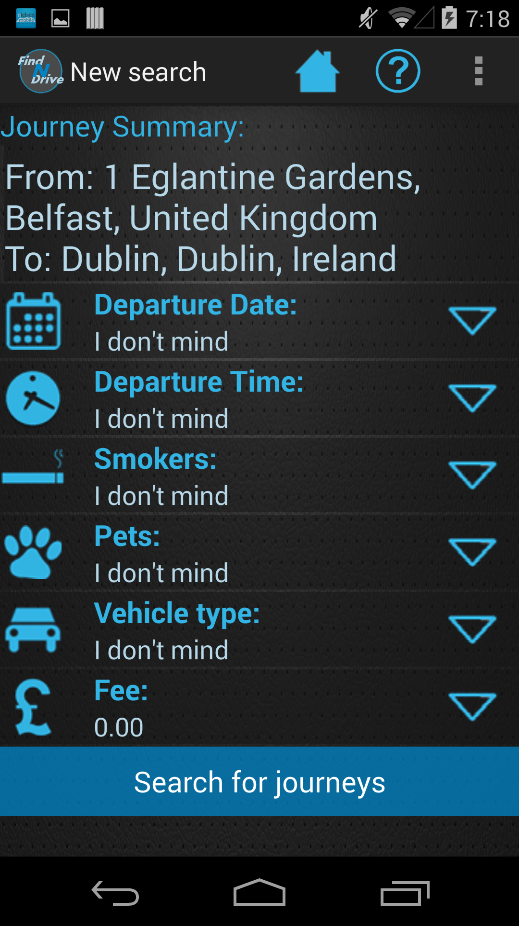 7:18
Find
N
Drive
New search
?
Journey Summary:
From: 1 Eglantine Gardens,
Belfast, United Kingdom
To: Dublin, Dublin, Ireland
Departure Date:
I don't mind
Departure Time:
I don't mind
Smokers:
I don't mind
Pets:
I don't mind
Vehicle type:
I don't mind
£
Fee:
0.00
Search for journeys